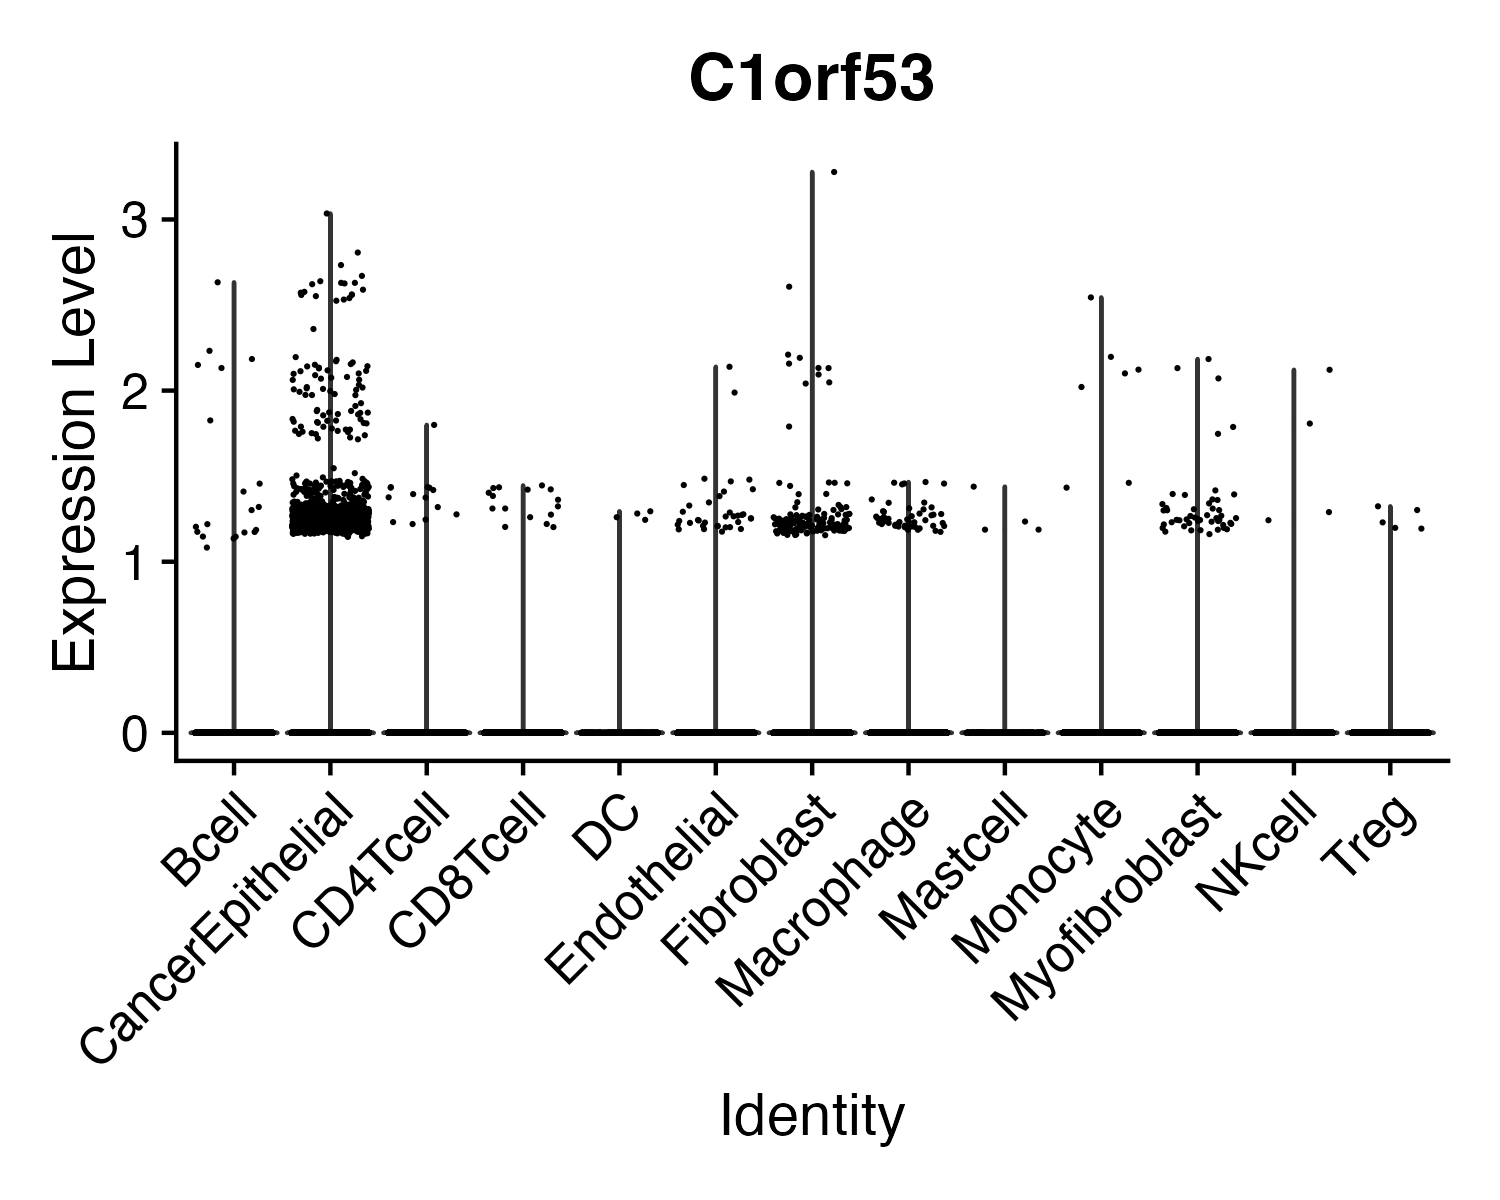 C1orf53
Expression Level
3
2
1
0
Bcell
CancerEpithelial
CD4Tcell
CD8Tcell
DC
Endothelial
Fibroblast
Macrophage
Mastcell
Monocyte
Myofibroblast
NKcell
Treg
Identity